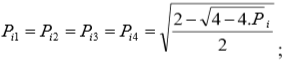 $P_{i1} = P_{i2} = P_{i3} = P_{i4} = \sqrt{\frac{2-\sqrt{4-4.P_i}}{2}}$ ;